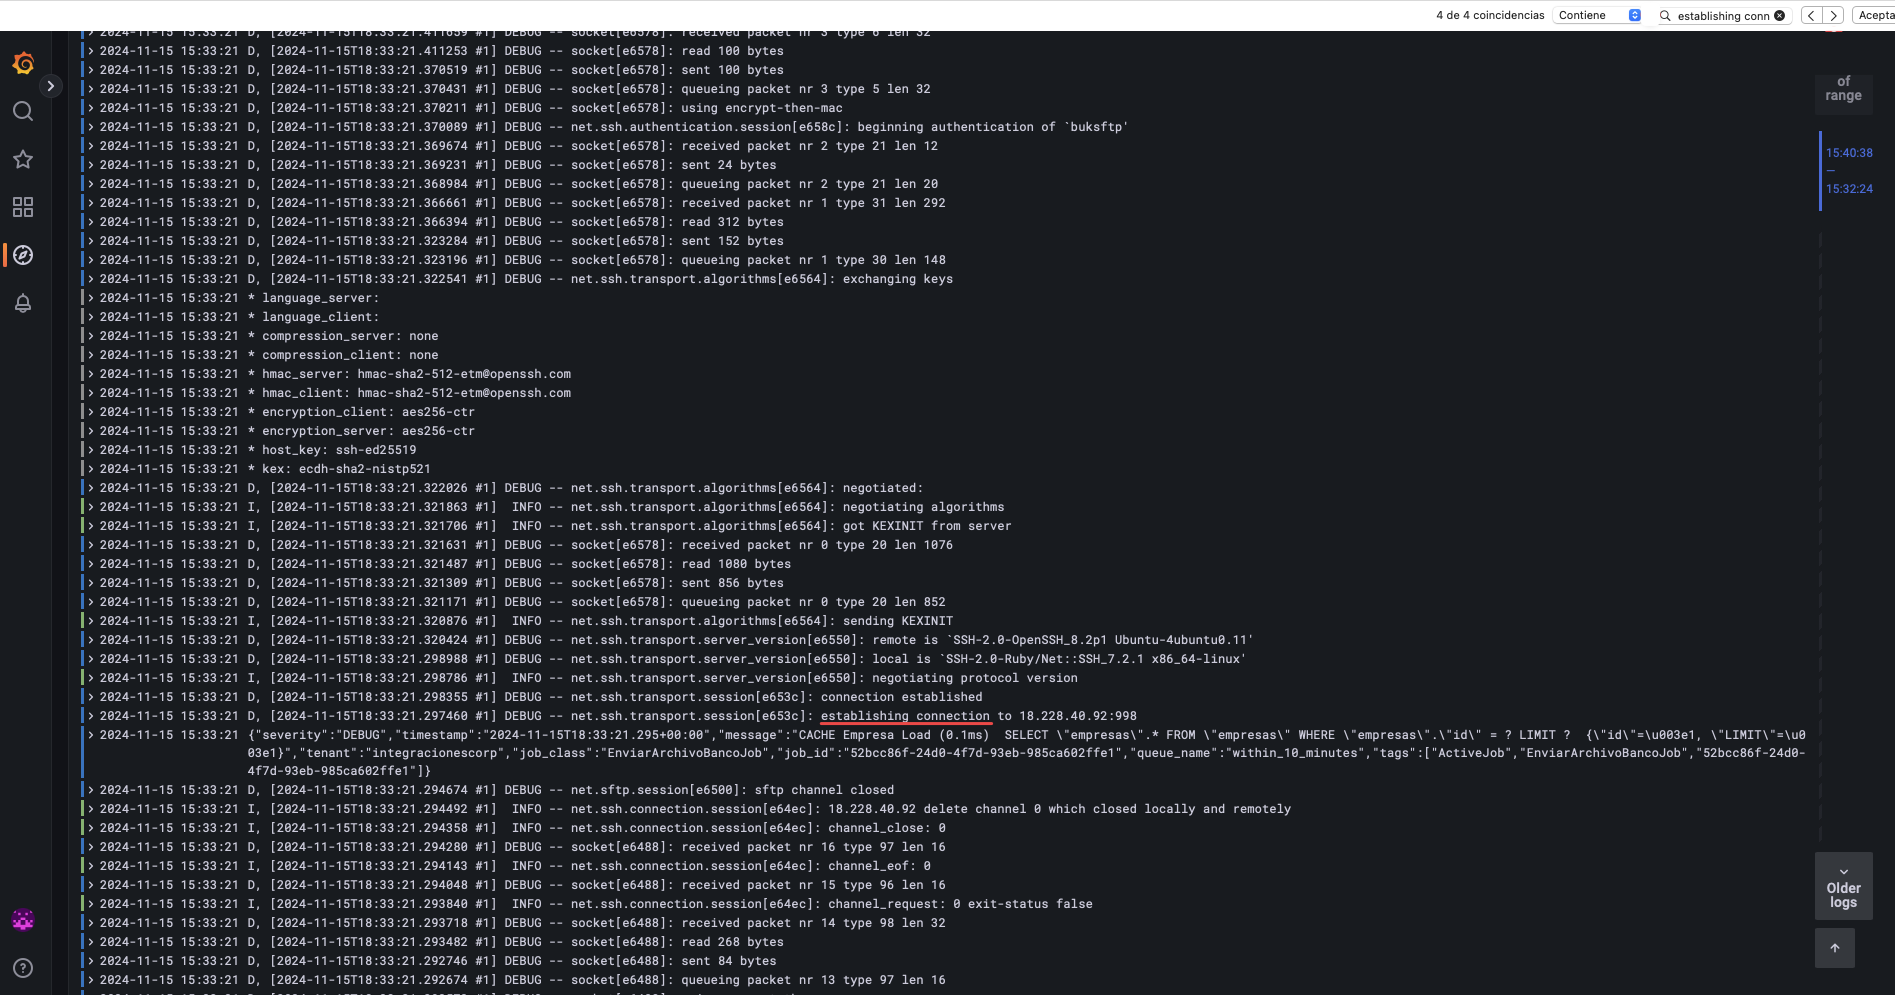 4 de 4 coincidencias Contiene establishing conn Acepta
2024-11-15 15:33:21 D, [2024-11-15T18:33:21.411659 #1] DEBUG -- socket[e6578]: received packet nr 3 type 6 len 32
2024-11-15 15:33:21 D, [2024-11-15T18:33:21.411253 #1] DEBUG -- socket[e6578]: read 100 bytes
2024-11-15 15:33:21 D, [2024-11-15T18:33:21.370519 #1] DEBUG -- socket[e6578]: sent 100 bytes
2024-11-15 15:33:21 D, [2024-11-15T18:33:21.370431 #1] DEBUG -- socket[e6578]: queueing packet nr 3 type 5 len 32
2024-11-15 15:33:21 D, [2024-11-15T18:33:21.370211 #1] DEBUG -- socket[e6578]: using encrypt-then-mac
2024-11-15 15:33:21 D, [2024-11-15T18:33:21.370089 #1] DEBUG -- net.ssh.authentication.session[e658c]: beginning authentication of `buksftp'
2024-11-15 15:33:21 D, [2024-11-15T18:33:21.369674 #1] DEBUG -- socket[e6578]: received packet nr 2 type 21 len 12
2024-11-15 15:33:21 D, [2024-11-15T18:33:21.369231 #1] DEBUG -- socket[e6578]: sent 24 bytes
2024-11-15 15:33:21 D, [2024-11-15T18:33:21.368984 #1] DEBUG -- socket[e6578]: queueing packet nr 2 type 21 len 20
2024-11-15 15:33:21 D, [2024-11-15T18:33:21.366661 #1] DEBUG -- socket[e6578]: received packet nr 1 type 31 len 292
2024-11-15 15:33:21 D, [2024-11-15T18:33:21.366394 #1] DEBUG -- socket[e6578]: read 312 bytes
2024-11-15 15:33:21 D, [2024-11-15T18:33:21.323284 #1] DEBUG -- socket[e6578]: sent 152 bytes
2024-11-15 15:33:21 D, [2024-11-15T18:33:21.323196 #1] DEBUG -- socket[e6578]: queueing packet nr 1 type 30 len 148
2024-11-15 15:33:21 D, [2024-11-15T18:33:21.322541 #1] DEBUG -- net.ssh.transport.algorithms[e6564]: exchanging keys
2024-11-15 15:33:21 * language_server:
2024-11-15 15:33:21 * language_client:
2024-11-15 15:33:21 * compression_server: none
2024-11-15 15:33:21 * compression_client: none
2024-11-15 15:33:21 * hmac_server: hmac-sha2-512-etm@openssh.com
2024-11-15 15:33:21 * hmac_client: hmac-sha2-512-etm@openssh.com
2024-11-15 15:33:21 * encryption_client: aes256-ctr
2024-11-15 15:33:21 * encryption_server: aes256-ctr
2024-11-15 15:33:21 * host_key: ssh-ed25519
2024-11-15 15:33:21 * kex: ecdh-sha2-nistp521
2024-11-15 15:33:21 D, [2024-11-15T18:33:21.322026 #1] DEBUG -- net.ssh.transport.algorithms[e6564]: negotiated:
2024-11-15 15:33:21 I, [2024-11-15T18:33:21.321863 #1]  INFO -- net.ssh.transport.algorithms[e6564]: negotiating algorithms
2024-11-15 15:33:21 I, [2024-11-15T18:33:21.321706 #1]  INFO -- net.ssh.transport.algorithms[e6564]: got KEXINIT from server
2024-11-15 15:33:21 D, [2024-11-15T18:33:21.321631 #1] DEBUG -- socket[e6578]: received packet nr 0 type 20 len 1076
2024-11-15 15:33:21 D, [2024-11-15T18:33:21.321487 #1] DEBUG -- socket[e6578]: read 1080 bytes
2024-11-15 15:33:21 D, [2024-11-15T18:33:21.321309 #1] DEBUG -- socket[e6578]: sent 856 bytes
2024-11-15 15:33:21 D, [2024-11-15T18:33:21.321171 #1] DEBUG -- socket[e6578]: queueing packet nr 0 type 20 len 852
2024-11-15 15:33:21 I, [2024-11-15T18:33:21.320876 #1]  INFO -- net.ssh.transport.algorithms[e6564]: sending KEXINIT
2024-11-15 15:33:21 D, [2024-11-15T18:33:21.320424 #1] DEBUG -- net.ssh.transport.server_version[e6550]: remote is `SSH-2.0-OpenSSH_8.2p1 Ubuntu-4ubuntu0.11'
2024-11-15 15:33:21 D, [2024-11-15T18:33:21.298988 #1] DEBUG -- net.ssh.transport.server_version[e6550]: local is `SSH-2.0-Ruby/Net::SSH_7.2.1 x86_64-linux'
2024-11-15 15:33:21 I, [2024-11-15T18:33:21.298786 #1]  INFO -- net.ssh.transport.server_version[e6550]: negotiating protocol version
2024-11-15 15:33:21 D, [2024-11-15T18:33:21.298355 #1] DEBUG -- net.ssh.transport.session[e653c]: connection established
2024-11-15 15:33:21 D, [2024-11-15T18:33:21.297460 #1] DEBUG -- net.ssh.transport.session[e653c]: establishing connection to 18.228.40.92:998
2024-11-15 15:33:21 {"severity":"DEBUG","timestamp":"2024-11-15T18:33:21.295+00:00","message":"CACHE Empresa Load (0.1ms)  SELECT \"empresas\".* FROM \"empresas\" WHERE \"empresas\".\"id\" = ? LIMIT ?  {\"id\"=\u003e1, \"LIMIT\"=\u0
03e1}","tenant":"integracionescorp","job_class":"EnviarArchivoBancoJob","job_id":"52bcc86f-24d0-4f7d-93eb-985ca602ffe1","queue_name":"within_10_minutes","tags":["ActiveJob","EnviarArchivoBancoJob","52bcc86f-24d0-
4f7d-93eb-985ca602ffe1"]}
2024-11-15 15:33:21 D, [2024-11-15T18:33:21.294674 #1] DEBUG -- net.sftp.session[e6500]: sftp channel closed
2024-11-15 15:33:21 I, [2024-11-15T18:33:21.294492 #1]  INFO -- net.ssh.connection.session[e64ec]: 18.228.40.92 delete channel 0 which closed locally and remotely
2024-11-15 15:33:21 I, [2024-11-15T18:33:21.294358 #1]  INFO -- net.ssh.connection.session[e64ec]: channel_close: 0
2024-11-15 15:33:21 D, [2024-11-15T18:33:21.294280 #1] DEBUG -- socket[e6488]: received packet nr 16 type 97 len 16
2024-11-15 15:33:21 I, [2024-11-15T18:33:21.294143 #1]  INFO -- net.ssh.connection.session[e64ec]: channel_eof: 0
2024-11-15 15:33:21 D, [2024-11-15T18:33:21.294048 #1] DEBUG -- socket[e6488]: received packet nr 15 type 96 len 16
2024-11-15 15:33:21 I, [2024-11-15T18:33:21.293840 #1]  INFO -- net.ssh.connection.session[e64ec]: channel_request: 0 exit-status false
2024-11-15 15:33:21 D, [2024-11-15T18:33:21.293718 #1] DEBUG -- socket[e6488]: received packet nr 14 type 98 len 32
2024-11-15 15:33:21 D, [2024-11-15T18:33:21.293482 #1] DEBUG -- socket[e6488]: read 268 bytes
2024-11-15 15:33:21 D, [2024-11-15T18:33:21.292746 #1] DEBUG -- socket[e6488]: sent 84 bytes
2024-11-15 15:33:21 D, [2024-11-15T18:33:21.292674 #1] DEBUG -- socket[e6488]: queueing packet nr 13 type 97 len 16
of
range
15:40:38
—
15:32:24
Older
logs